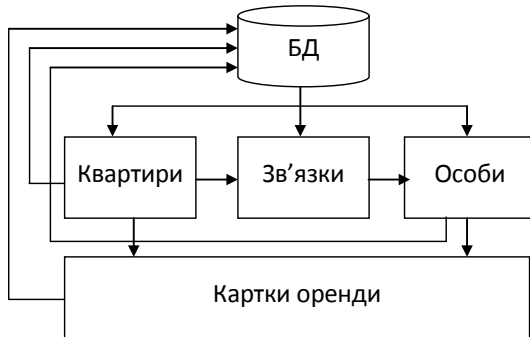 БД
Квартири
Зв’язки
Особи
Картки оренди